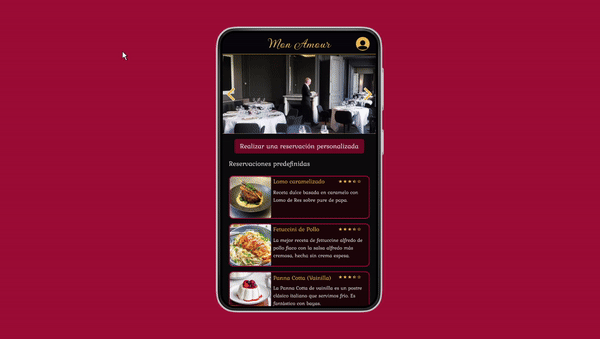 Mon Amour
Realizar una reservación personalizada
Reservaciones predefinidas
Lomo caramelizado
Receta dulce basada en caramelo con
Lomo de Res sobre pure de papa.
Fetuccini de Pollo
La mejor receta de fettuccine alfredo de
pollo flaco con la salsa alfredo más
cremosa, hecha sin crema espesa.
Panna Cotta (Vainilla)
La Panna Cotta de vainilla es un postre
clásico italiano que servimos frío. Es
fantástico con bayas.